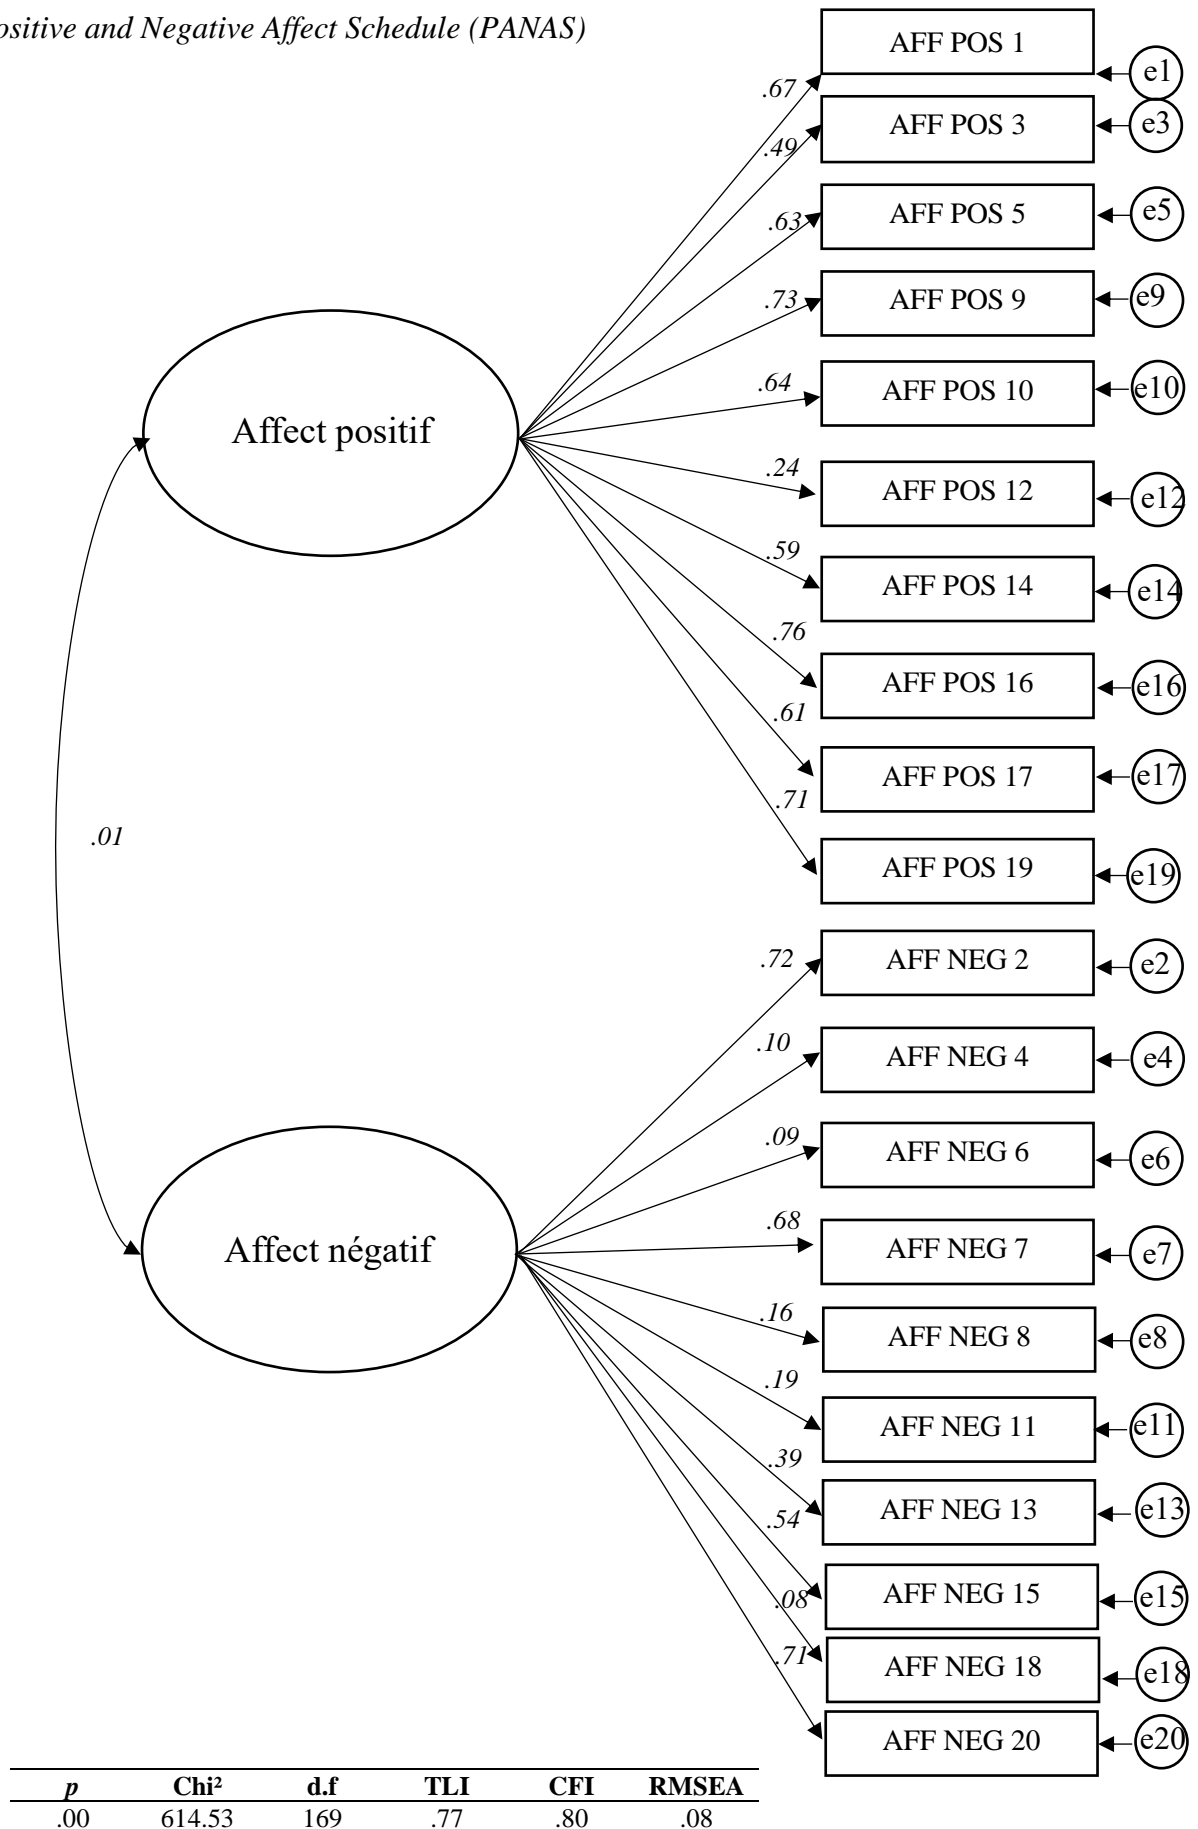 ositive and Negative Affect Schedule (PANAS)
AFF POS 1
e1
.67
AFF POS 3
e3
.49
AFF POS 5
e5
.63
AFF POS 9
e9
.73
AFF POS 10
e10
.64
Affect positif
AFF POS 12
e12
.24
AFF POS 14
e14
.59
AFF POS 16
e16
.76
AFF POS 17
e17
.61
AFF POS 19
e19
.71
.01
AFF NEG 2
e2
.72
AFF NEG 4
e4
.10
AFF NEG 6
e6
.09
AFF NEG 7
e7
.68
Affect négatif
AFF NEG 8
e8
.16
AFF NEG 11
e11
.19
AFF NEG 13
e13
.39
AFF NEG 15
e15
.54
AFF NEG 18
e18
.08
AFF NEG 20
e20
.71
p Chi² d.f TLI CFI RMSEA
.00 614.53 169 .77 .80 .08